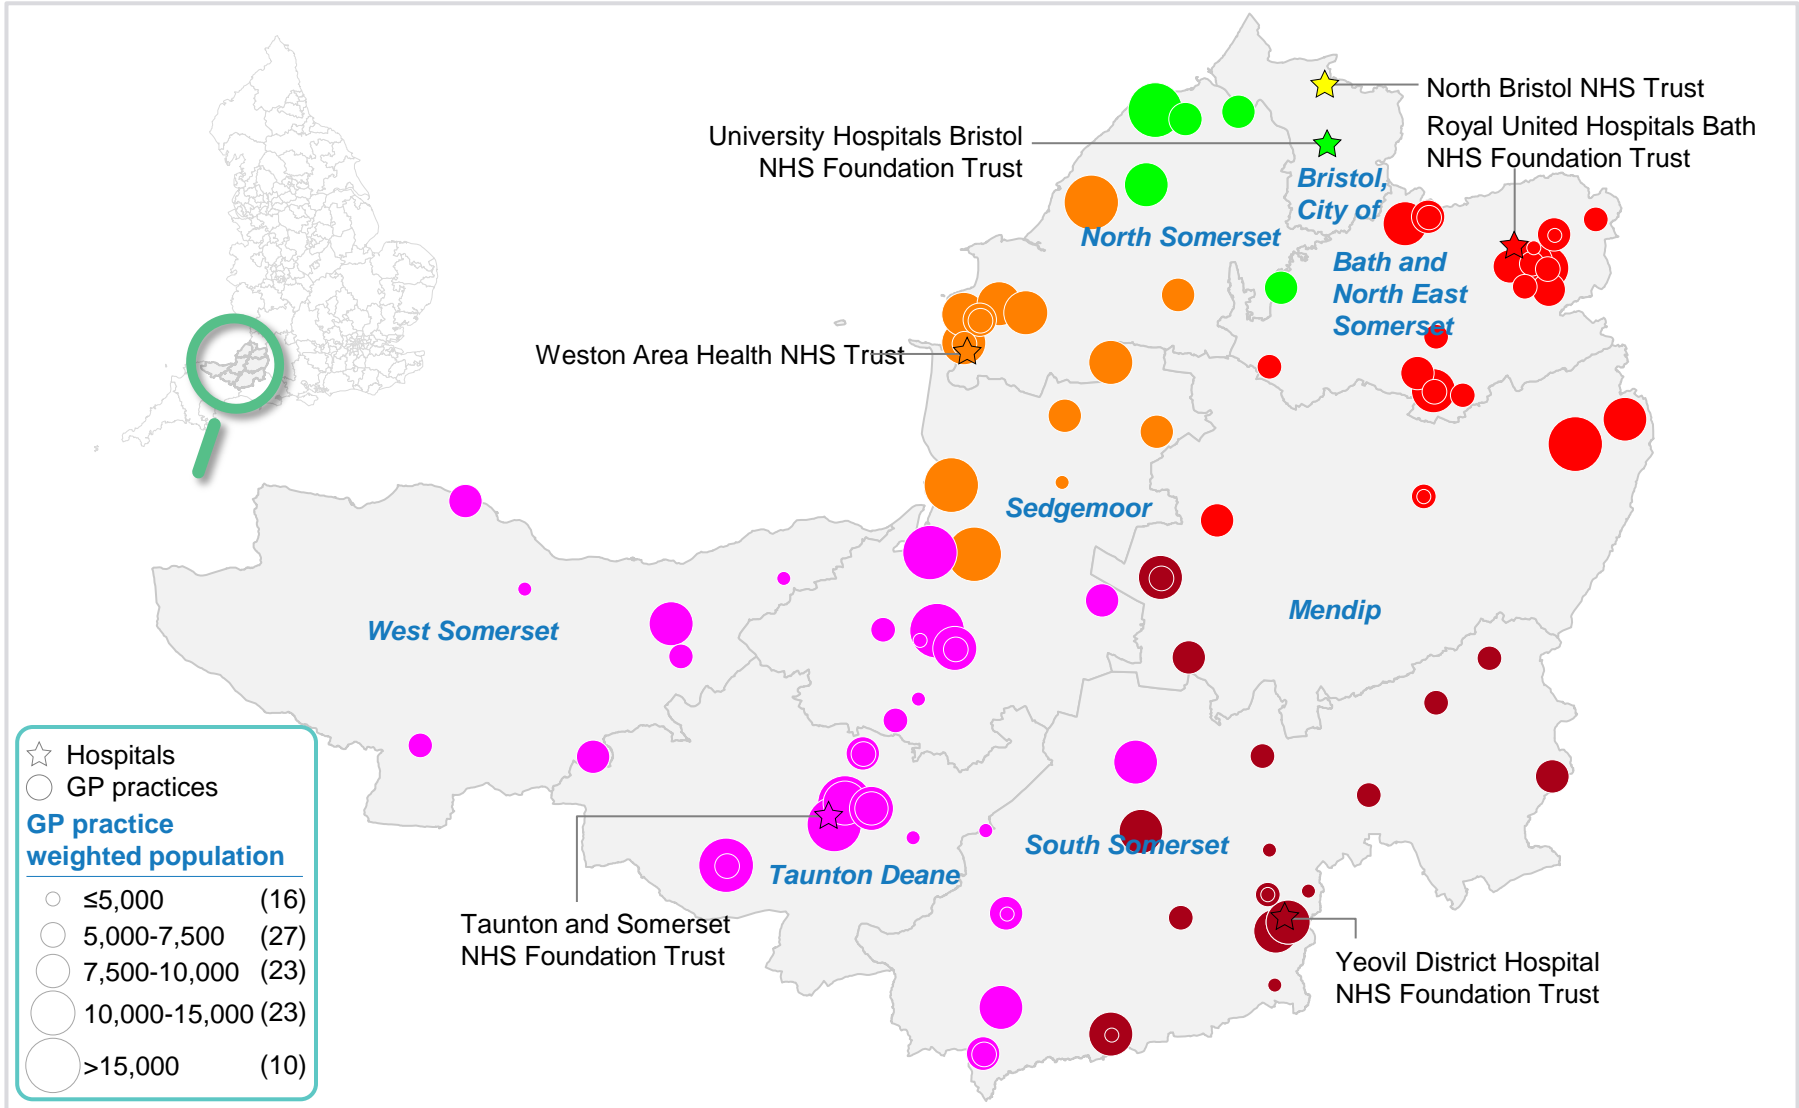 North Bristol NHS Trust
University Hospitals Bristol
NHS Foundation Trust
Royal United Hospitals Bath
NHS Foundation Trust
Bristol,
City of
North Somerset
Bath and
North East
Somerset
Weston Area Health NHS Trust
Sedgemoor
Mendip
West Somerset
South Somerset
Taunton Deane
Taunton and Somerset
NHS Foundation Trust
Yeovil District Hospital
NHS Foundation Trust
Hospitals
GP practices
GP practice
weighted population
≤5,000 (16)
5,000-7,500 (27)
7,500-10,000 (23)
10,000-15,000 (23)
>15,000 (10)